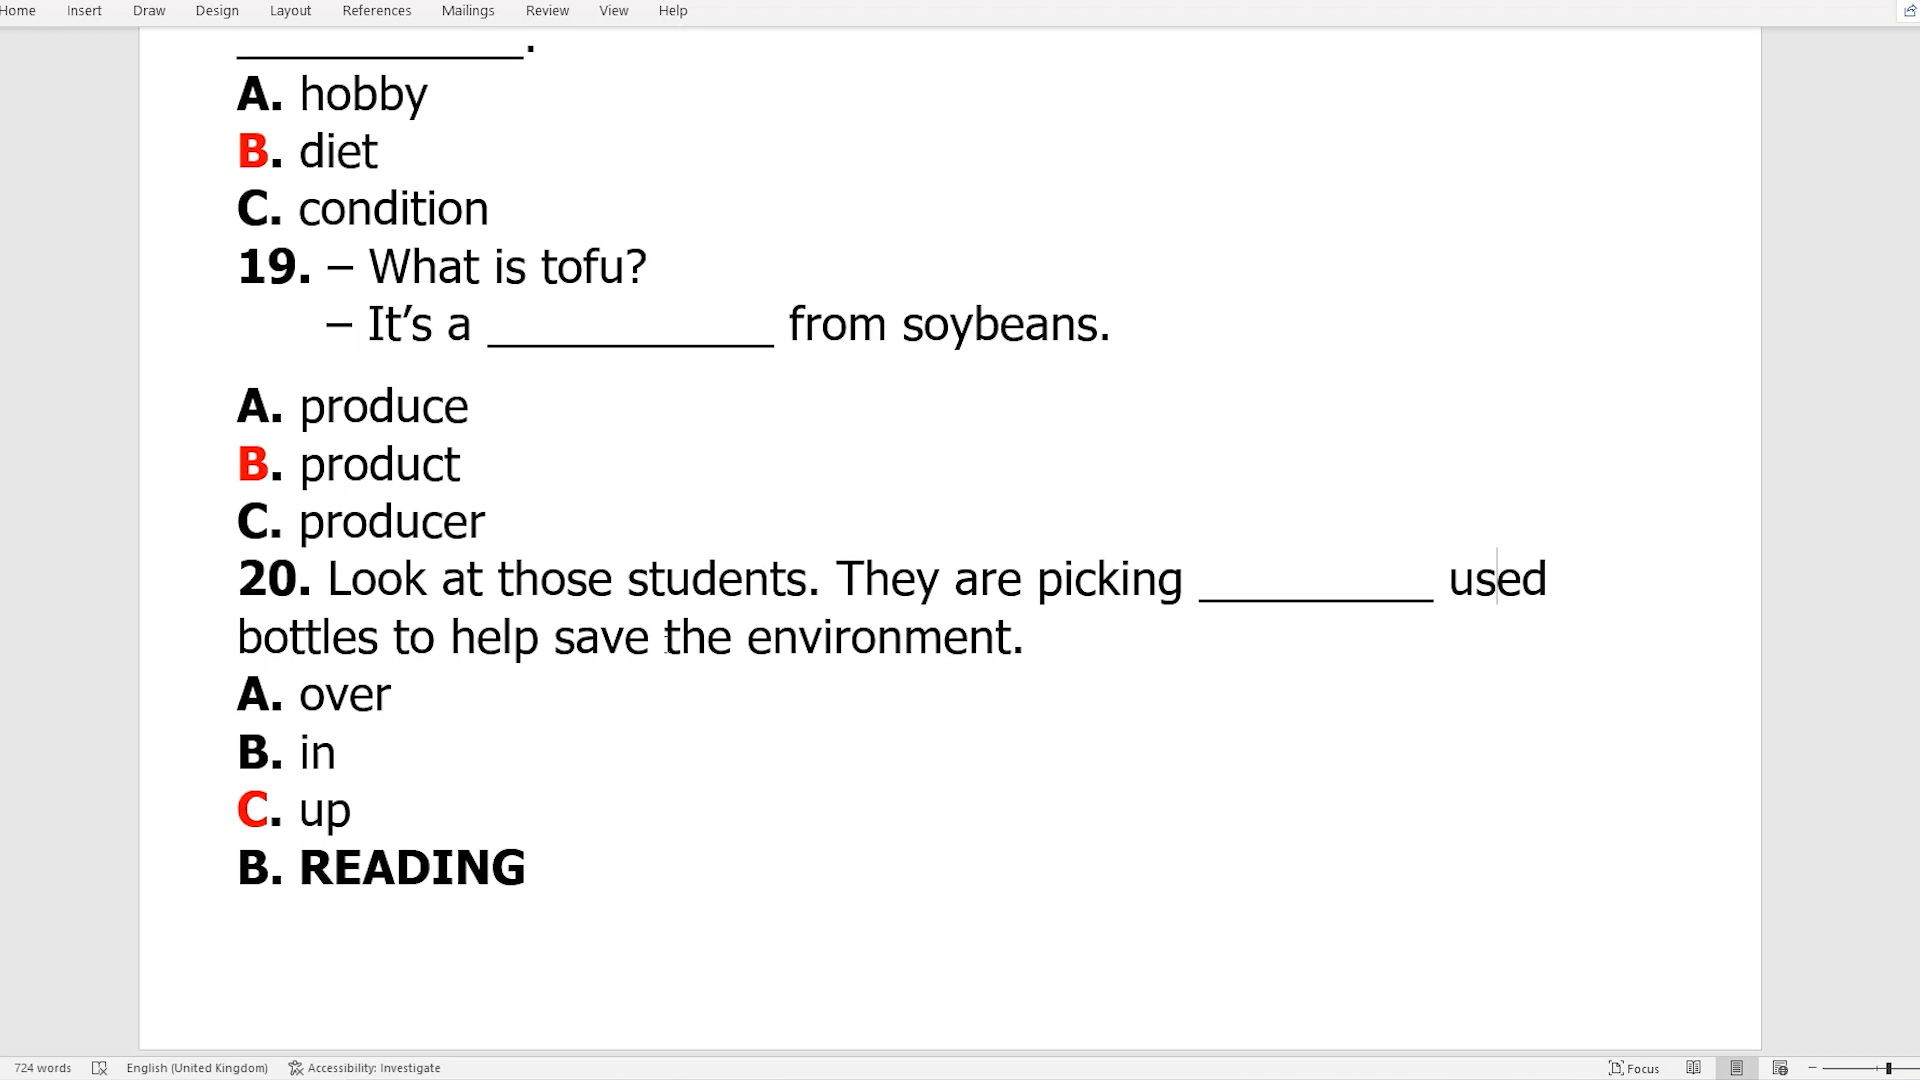 Home Insert Draw Design Layout References Mailings Review View Help
____________.
A. hobby
B. diet
C. condition
19. – What is tofu?
– It’s a ____________ from soybeans.
A. produce
B. product
C. producer
20. Look at those students. They are picking __________ used
bottles to help save the environment.
A. over
B. in
C. up
B. READING
724 words English (United Kingdom) Accessibility: Investigate Focus